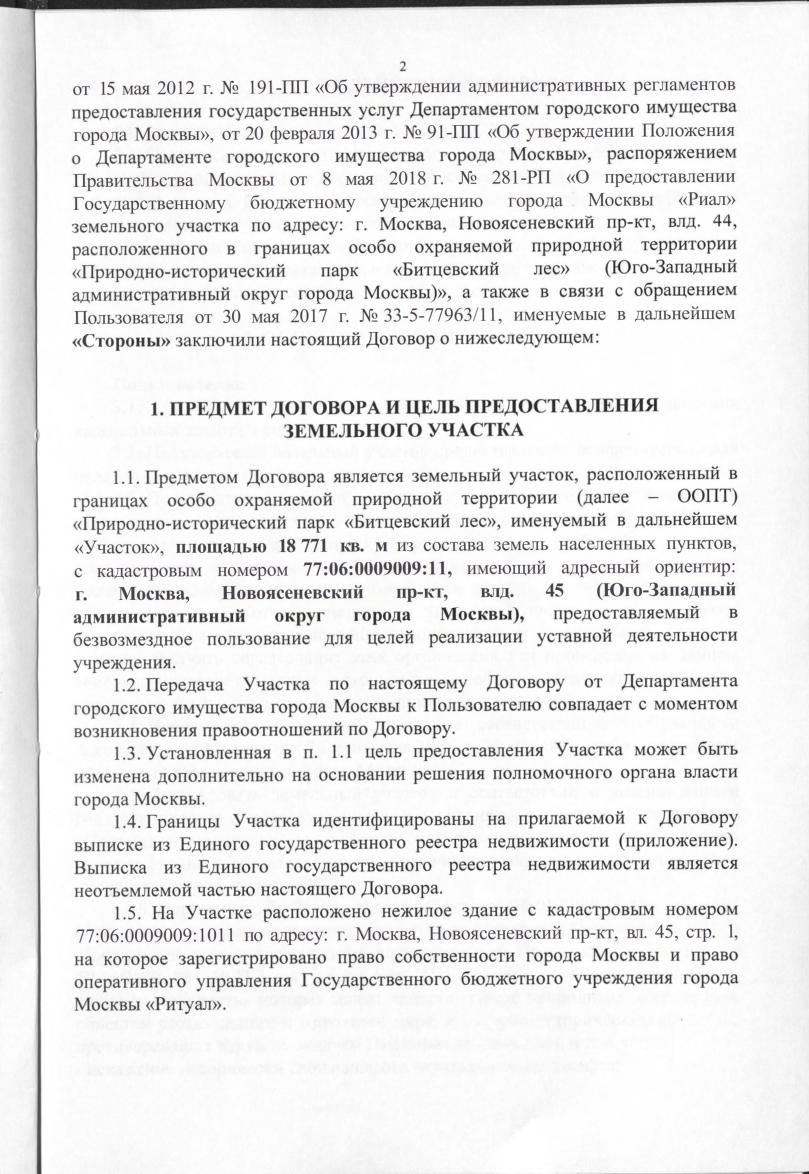 2
от 15 мая 2012 г. № 191-ПП «Об утверждении административных регламентов
предоставления государственных услуг Департаментом городского имущества
города Москвы», от 20 февраля 2013 г. № 91-ПП «Об утверждении Положения
о Департаменте городского имущества города Москвы», распоряжением
Правительства Москвы от 8 мая 2018 г. № 281-РП «О предоставлении
Государственному бюджетному учреждению города Москвы «Риал»
земельного участка по адресу: г. Москва, Новоясеневский пр-кт, влд. 44,
расположенного в границах особо охраняемой природной территории
«Природно-исторический парк «Битцевский лес» (Юго-Западный
административный округ города Москвы)», а также в связи с обращением
Пользователя от 30 мая 2017 г. № 33-5-77963/11, именуемые в дальнейшем
«Стороны» заключили настоящий Договор о нижеследующем:
1. ПРЕДМЕТ ДОГОВОРА И ЦЕЛЬ ПРЕДОСТАВЛЕНИЯ
ЗЕМЕЛЬНОГО УЧАСТКА
1.1. Предметом Договора является земельный участок, расположенный в
границах особо охраняемой природной территории (далее – ООПТ)
«Природно-исторический парк «Битцевский лес», именуемый в дальнейшем
«Участок», площадью 18 771 кв. м из состава земель населенных пунктов,
с кадастровым номером 77:06:0009009:11, имеющий адресный ориентир:
г. Москва, Новоясеневский пр-кт, влд. 45 (Юго-Западный
административный округ города Москвы), предоставляемый в
безвозмездное пользование для целей реализации уставной деятельности
учреждения.
1.2. Передача Участка по настоящему Договору от Департамента
городского имущества города Москвы к Пользователю совпадает с моментом
возникновения правоотношений по Договору.
1.3. Установленная в п. 1.1 цель предоставления Участка может быть
изменена дополнительно на основании решения полномочного органа власти
города Москвы.
1.4. Границы Участка идентифицированы на прилагаемой к Договору
выписке из Единого государственного реестра недвижимости (приложение).
Выписка из Единого государственного реестра недвижимости является
неотъемлемой частью настоящего Договора.
1.5. На Участке расположено нежилое здание с кадастровым номером
77:06:0009009:1011 по адресу: г. Москва, Новоясеневский пр-кт, вл. 45, стр. 1,
на которое зарегистрировано право собственности города Москвы и право
оперативного управления Государственного бюджетного учреждения города
Москвы «Ритуал».